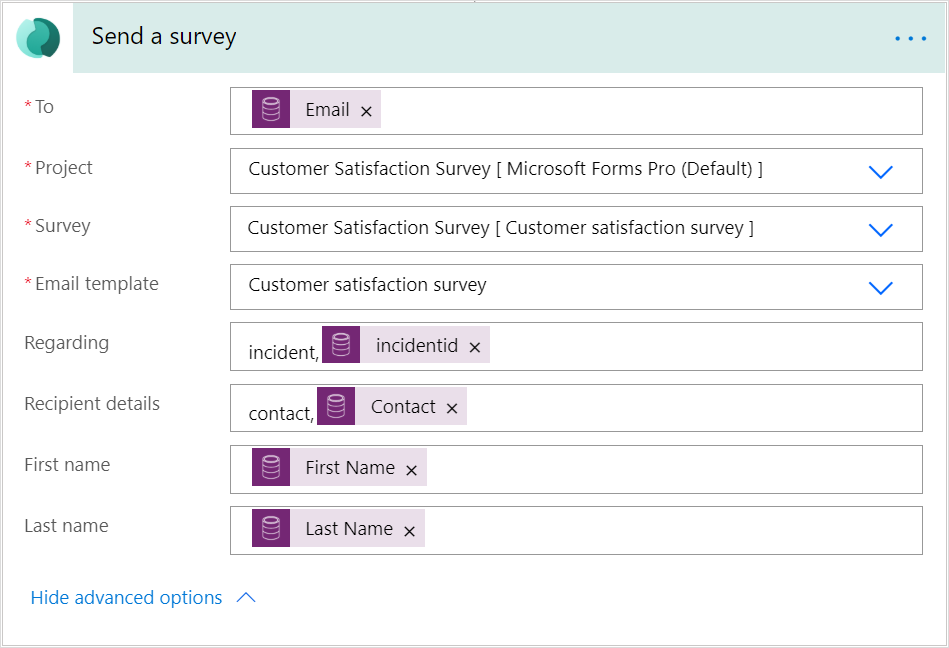 Send a survey
* To
Email ×
* Project
Customer Satisfaction Survey [ Microsoft Forms Pro (Default) ]
* Survey
Customer Satisfaction Survey [ Customer satisfaction survey ]
* Email template
Customer satisfaction survey
Regarding
incident, incidentid ×
Recipient details
contact, Contact ×
First name
First Name ×
Last name
Last Name ×
Hide advanced options